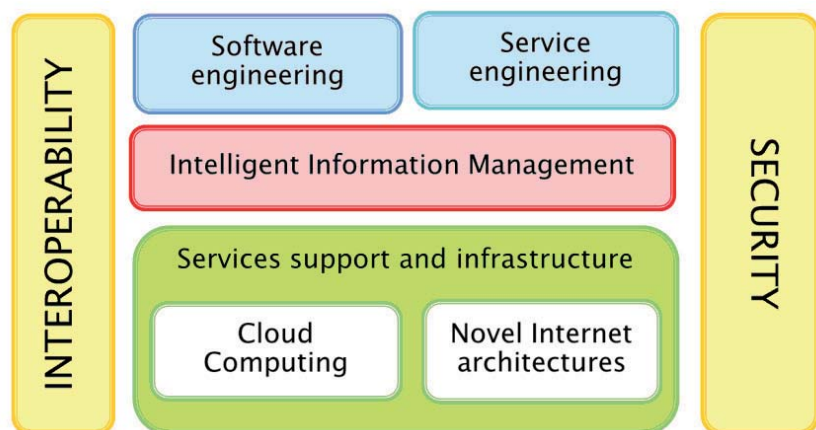 INTEROPERABILITY
Software
engineering
Service
engineering
Intelligent Information Management
Services support and infrastructure
Cloud
Computing
Novel Internet
architectures
SECURITY